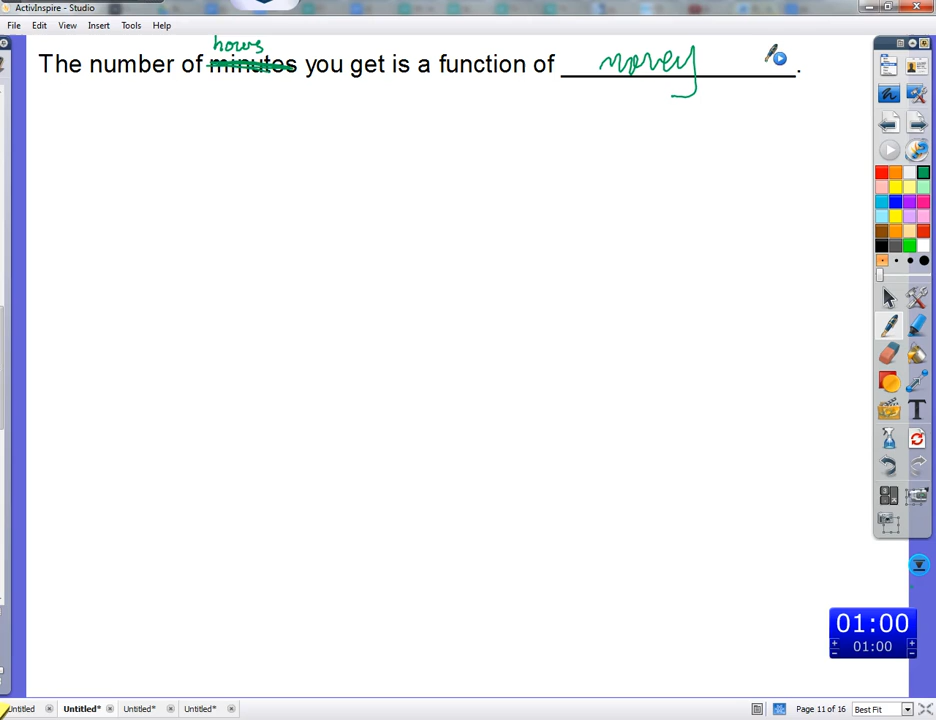 ActivInspire - Studio
File Edit View Insert Tools Help
hours
The number of minutes you get is a function of money.
01:00
01:00
Untitled Untitled* Untitled* Untitled*
Page 11 of 16 Best Fit